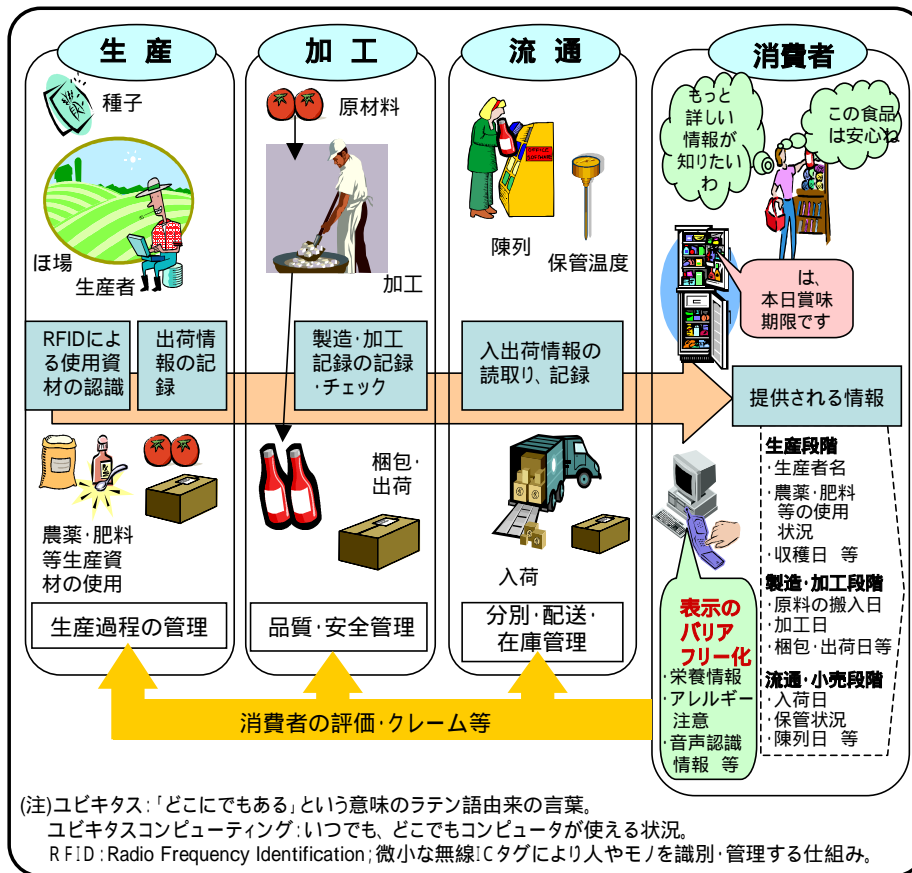 生 産
種子
ほ場
生産者
RFIDによ
る使用資
材の認識
出荷情
報の記
録
農薬・肥料
等生産資
材の使用
生産過程の管理
加 工
原材料
加工
製造・加工
記録の記録
・チェック
梱包・
出荷
品質・安全管理
流 通
陳列
保管温度
入出荷情報の
読取り、記録
入荷
分別・配送・
在庫管理
消費者
もっと
詳しい
情報が
知りたい
わ
この食品
は安心ね
は、
本日賞味
期限です
提供される情報
生産段階
・生産者名
・農薬・肥料
等の使用
状況
・収穫日 等
製造・加工段階
・原料の搬入日
・加工日
・梱包・出荷日等
流通・小売段階
・入荷日
・保管状況
・陳列日 等
表示の
バリア
フリー化
・栄養情報
・アレルギー
注意
・音声認識
情報 等
消費者の評価・クレーム等
(注)ユビキタス:「どこにでもある」という意味のラテン語由来の言葉。
ユビキタスコンピューティング:いつでも、どこでもコンピュータが使える状況。
RFID:Radio Frequency Identification;微小な無線ICタグにより人やモノを識別・管理する仕組み。